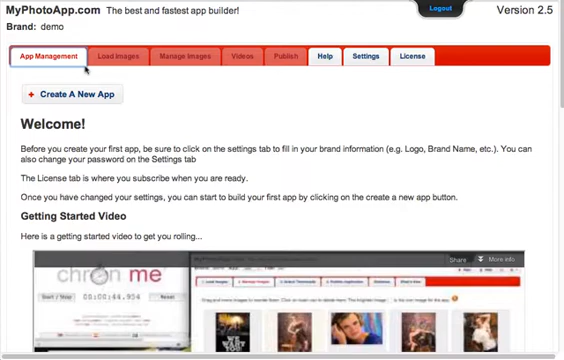 MyPhotoApp.com The best and fastest app builder! Logout Version 2.5
Brand: demo
App Management Load Images Manage Images Videos Publish Help Settings License
+ Create A New App
Welcome!
Before you create your first app, be sure to click on the settings tab to fill in your brand information (e.g. Logo, Brand Name, etc.). You can
also change your password on the Settings tab
The License tab is where you subscribe when you are ready.
Once you have changed your settings, you can start to build your first app by clicking on the create a new app button.
Getting Started Video
Here is a getting started video to get you rolling...
Share More info
chron me
Start / Stop 00:00:44.954 Reset
WE
WANT
YOU